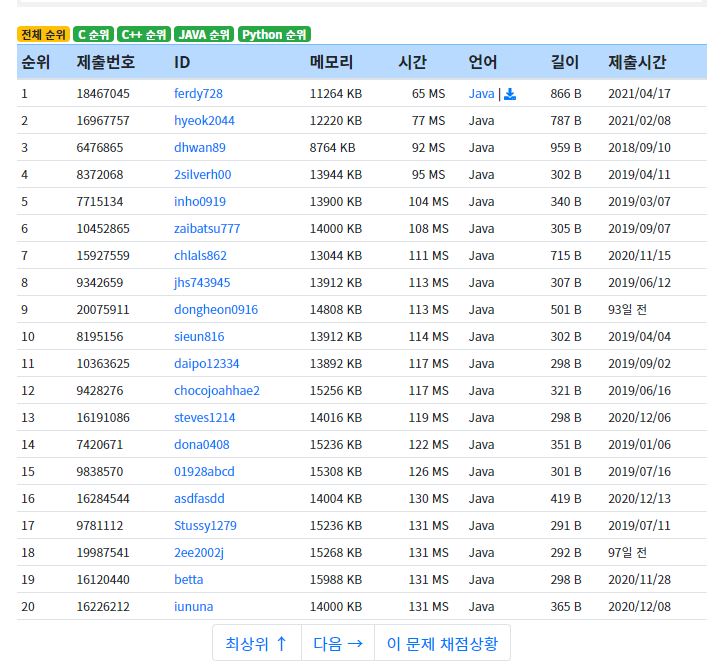 전체 순위 C 순위 C++ 순위 JAVA 순위 Python 순위
순위 제출번호 ID 메모리 시간 언어 길이 제출시간
1 18467045 ferdy728 11264 KB 65 MS Java | 866 B 2021/04/17
2 16967757 hyeok2044 12220 KB 77 MS Java 787 B 2021/02/08
3 6476865 dhwan89 8764 KB 92 MS Java 959 B 2018/09/10
4 8372068 2silverh00 13944 KB 95 MS Java 302 B 2019/04/11
5 7715134 inho0919 13900 KB 104 MS Java 340 B 2019/03/07
6 10452865 zaibatsu777 14000 KB 108 MS Java 305 B 2019/09/07
7 15927559 chlals862 13044 KB 111 MS Java 715 B 2020/11/15
8 9342659 jhs743945 13912 KB 113 MS Java 307 B 2019/06/12
9 20075911 dongheon0916 14808 KB 113 MS Java 501 B 93일 전
10 8195156 sieun816 13912 KB 114 MS Java 302 B 2019/04/04
11 10363625 daipo12334 13892 KB 117 MS Java 298 B 2019/09/02
12 9428276 chocojoahhae2 15256 KB 117 MS Java 321 B 2019/06/16
13 16191086 steves1214 14016 KB 119 MS Java 298 B 2020/12/06
14 7420671 dona0408 15236 KB 122 MS Java 351 B 2019/01/06
15 9838570 01928abcd 15308 KB 126 MS Java 301 B 2019/07/16
16 16284544 asdfasdd 14004 KB 130 MS Java 419 B 2020/12/13
17 9781112 Stussy1279 15236 KB 131 MS Java 291 B 2019/07/11
18 19987541 2ee2002j 15268 KB 131 MS Java 292 B 97일 전
19 16120440 betta 15988 KB 131 MS Java 298 B 2020/11/28
20 16226212 iununa 14000 KB 131 MS Java 365 B 2020/12/08
최상위 ↑ 다음 → 이 문제 채점상황